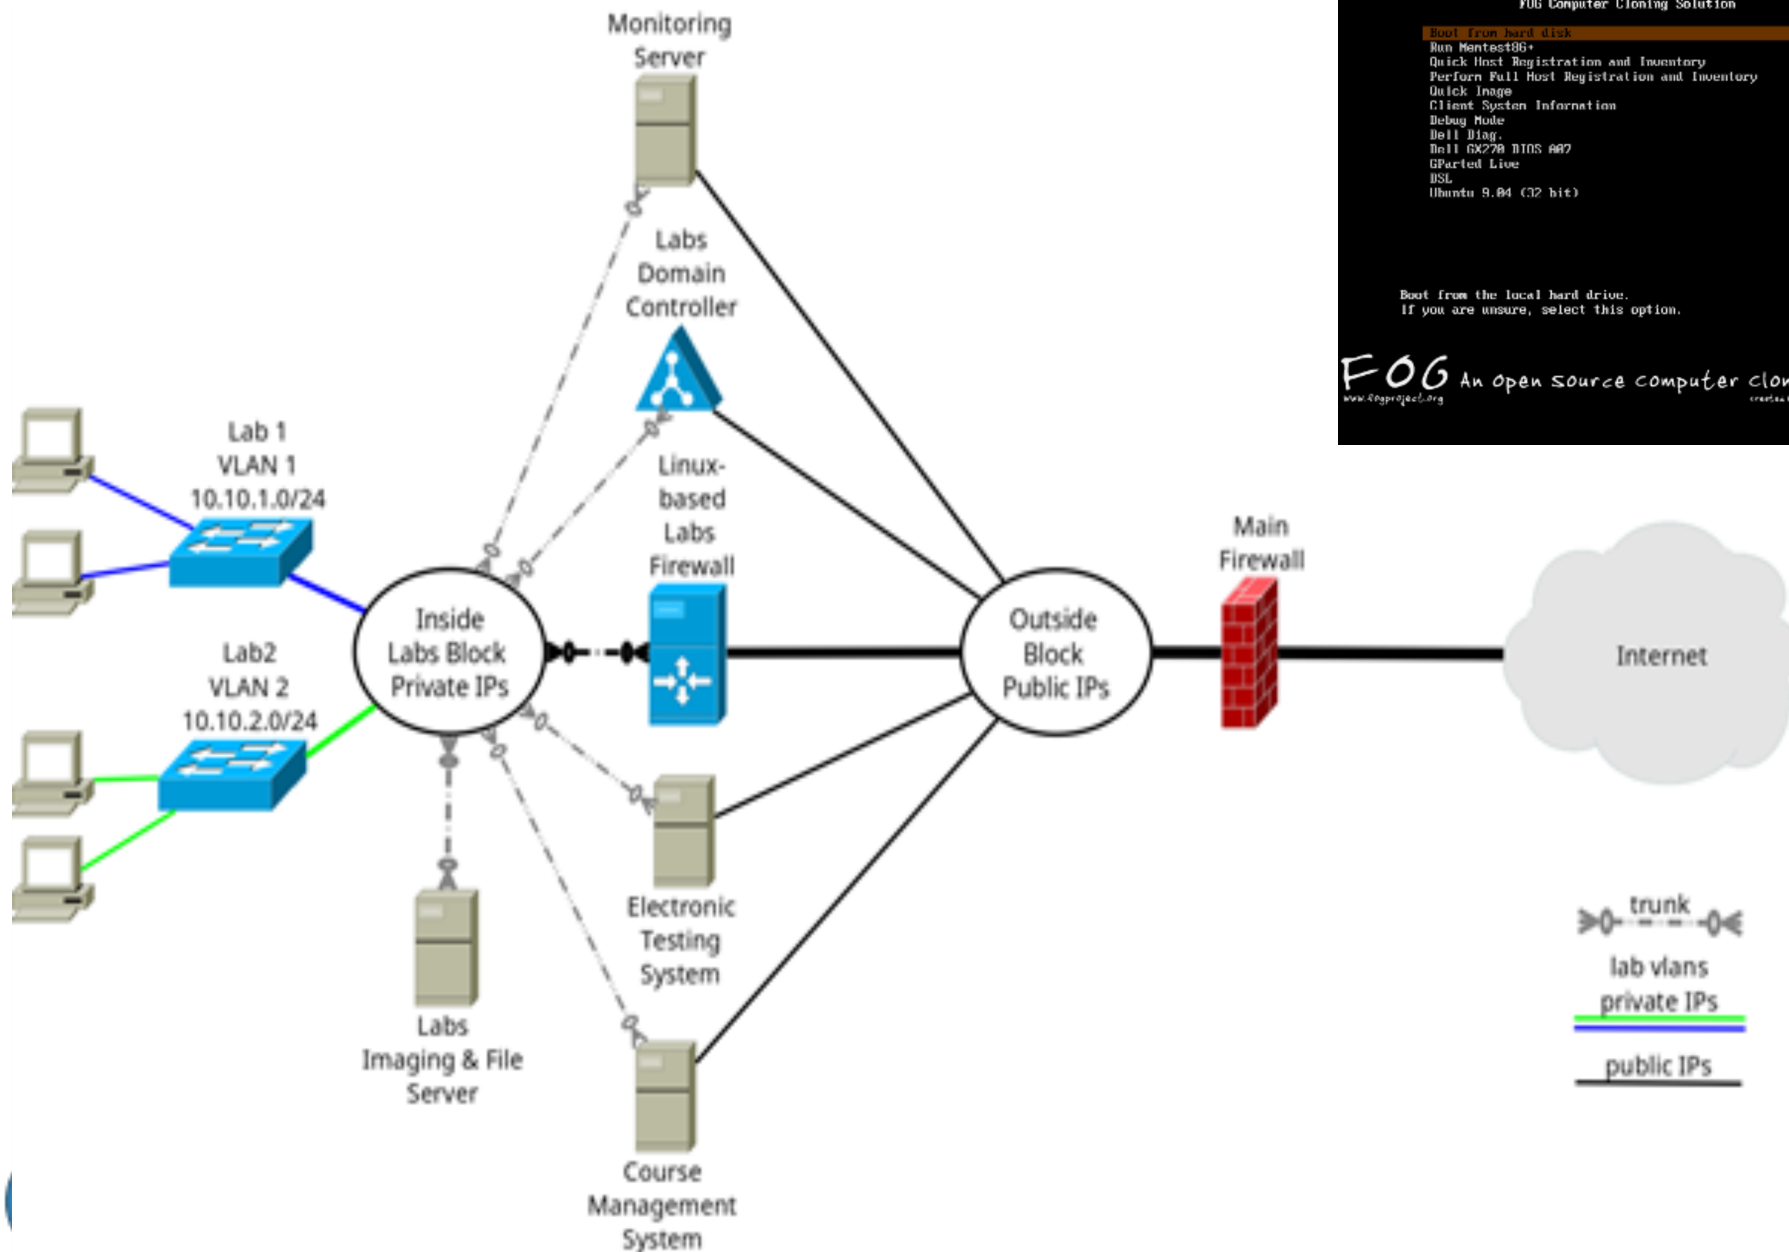 Monitoring
Server
Labs
Domain
Controller
Linux-
based
Labs
Firewall
Lab 1
VLAN 1
10.10.1.0/24
Lab2
VLAN 2
10.10.2.0/24
Inside
Labs Block
Private IPs
Outside
Block
Public IPs
Main
Firewall
Internet
Electronic
Testing
System
Labs
Imaging & File
Server
Course
Management
System
trunk
lab vlans
private IPs
public IPs
FOG Computer Cloning Solution
Boot from hard disk
Run Memtest86+
Quick Host Registration and Inventory
Perform Full Host Registration and Inventory
Quick Image
Client System Information
Debug Mode
Dell Diag.
Dell GX270 BIOS A07
GParted Live
DSL
Ubuntu 9.04 (32 bit)
Boot from the local hard drive.
If you are unsure, select this option.
FOG An open source computer clon
www.fogproject.org